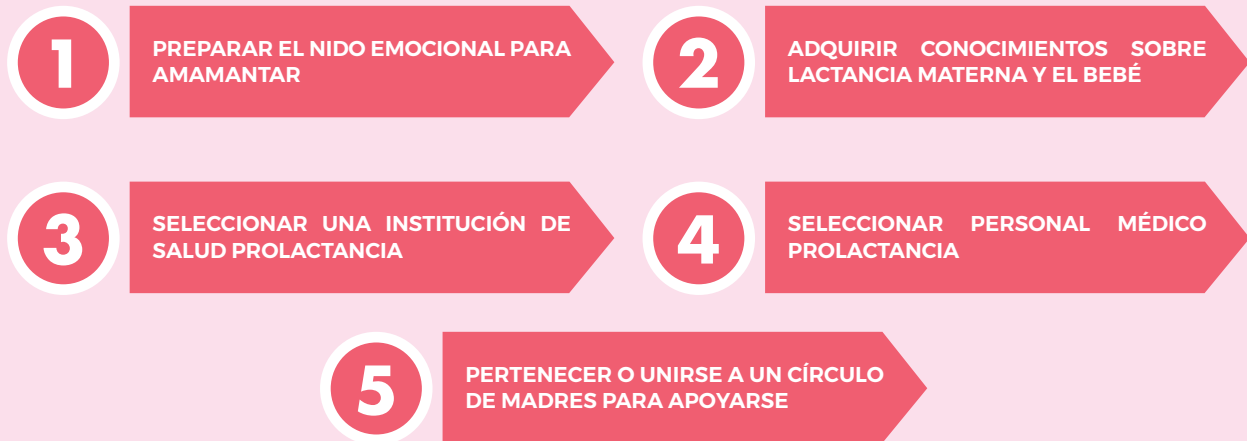 1
PREPARAR EL NIDO EMOCIONAL PARA
AMAMANTAR
2
ADQUIRIR CONOCIMIENTOS SOBRE
LACTANCIA MATERNA Y EL BEBÉ
3
SELECCIONAR UNA INSTITUCIÓN DE
SALUD PROLACTANCIA
4
SELECCIONAR PERSONAL MÉDICO
PROLACTANCIA
5
PERTENECER O UNIRSE A UN CÍRCULO
DE MADRES PARA APOYARSE